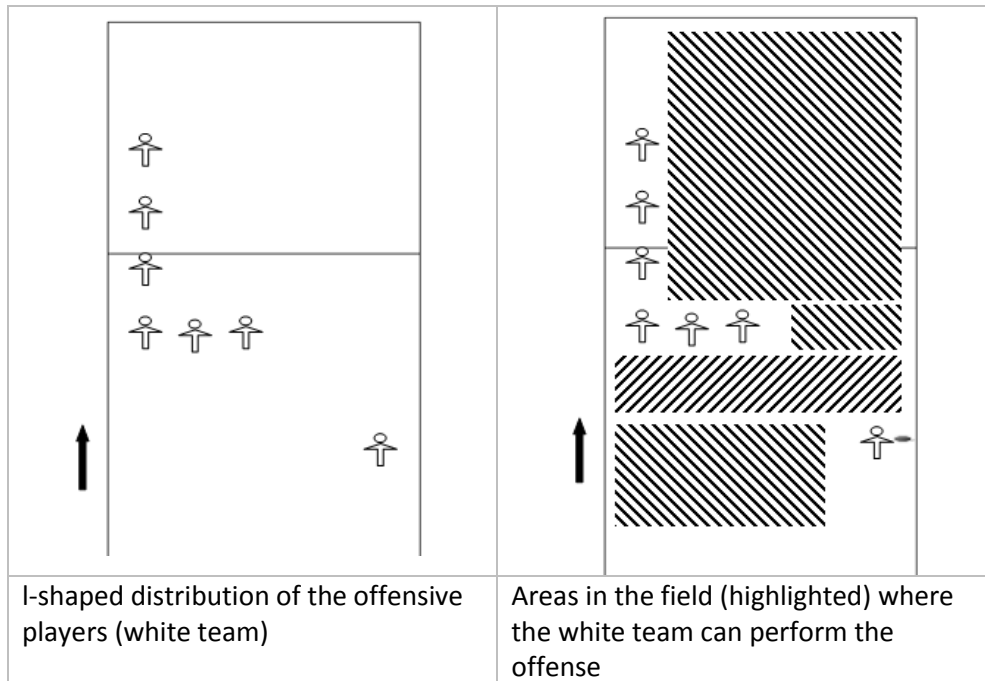 l-shaped distribution of the offensive
players (white team)
Areas in the field (highlighted) where
the white team can perform the
offense